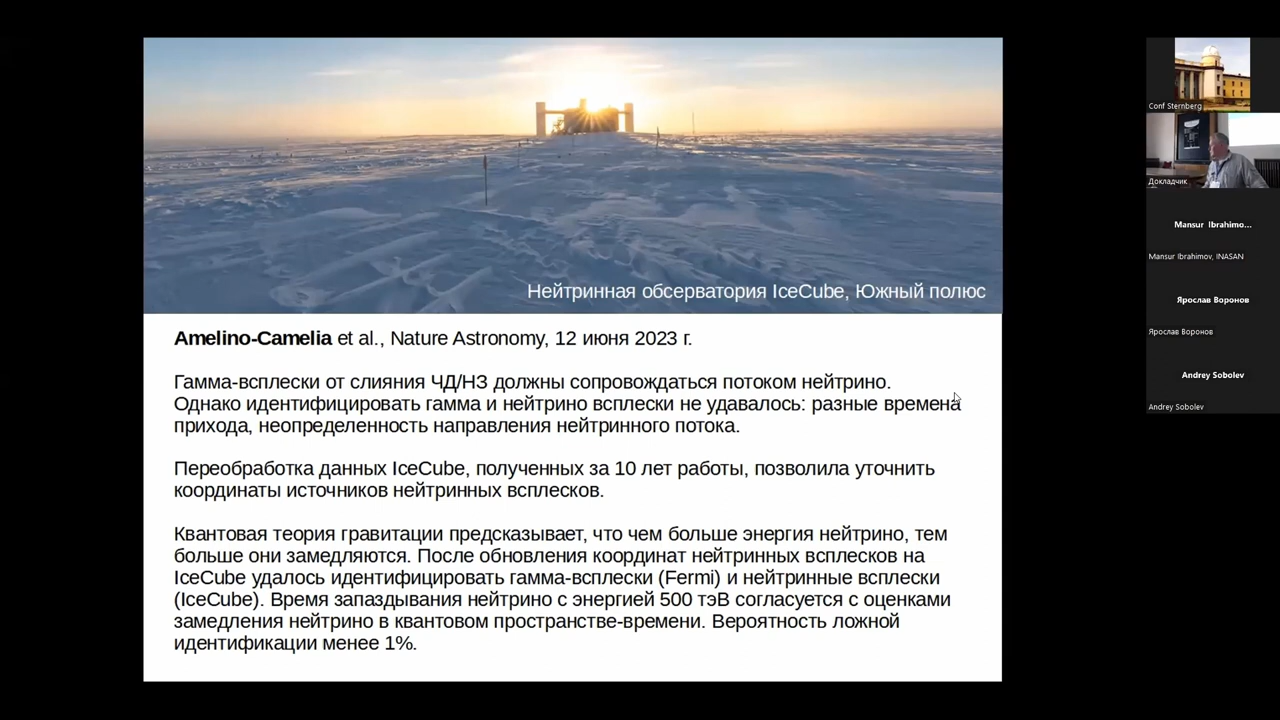 Нейтринная обсерватория IceCube, Южный полюс
Amelino-Camelia et al., Nature Astronomy, 12 июня 2023 г.
Гамма-всплески от слияния ЧД/НЗ должны сопровождаться потоком нейтрино.
Однако идентифицировать гамма и нейтрино всплески не удавалось: разные времена
прихода, неопределенность направления нейтринного потока.
Переобработка данных IceCube, полученных за 10 лет работы, позволила уточнить
координаты источников нейтринных всплесков.
Квантовая теория гравитации предсказывает, что чем больше энергия нейтрино, тем
больше они замедляются. После обновления координат нейтринных всплесков на
IceCube удалось идентифицировать гамма-всплески (Fermi) и нейтринные всплески
(IceCube). Время запаздывания нейтрино с энергией 500 тэВ согласуется с оценками
замедления нейтрино в квантовом пространстве-времени. Вероятность ложной
идентификации менее 1%.
Conf Sternberg
Докладчик
Mansur Ibrahimo...
Mansur Ibrahimov, INASAN
Ярослав Воронов
Ярослав Воронов
Andrey Sobolev
Andrey Sobolev